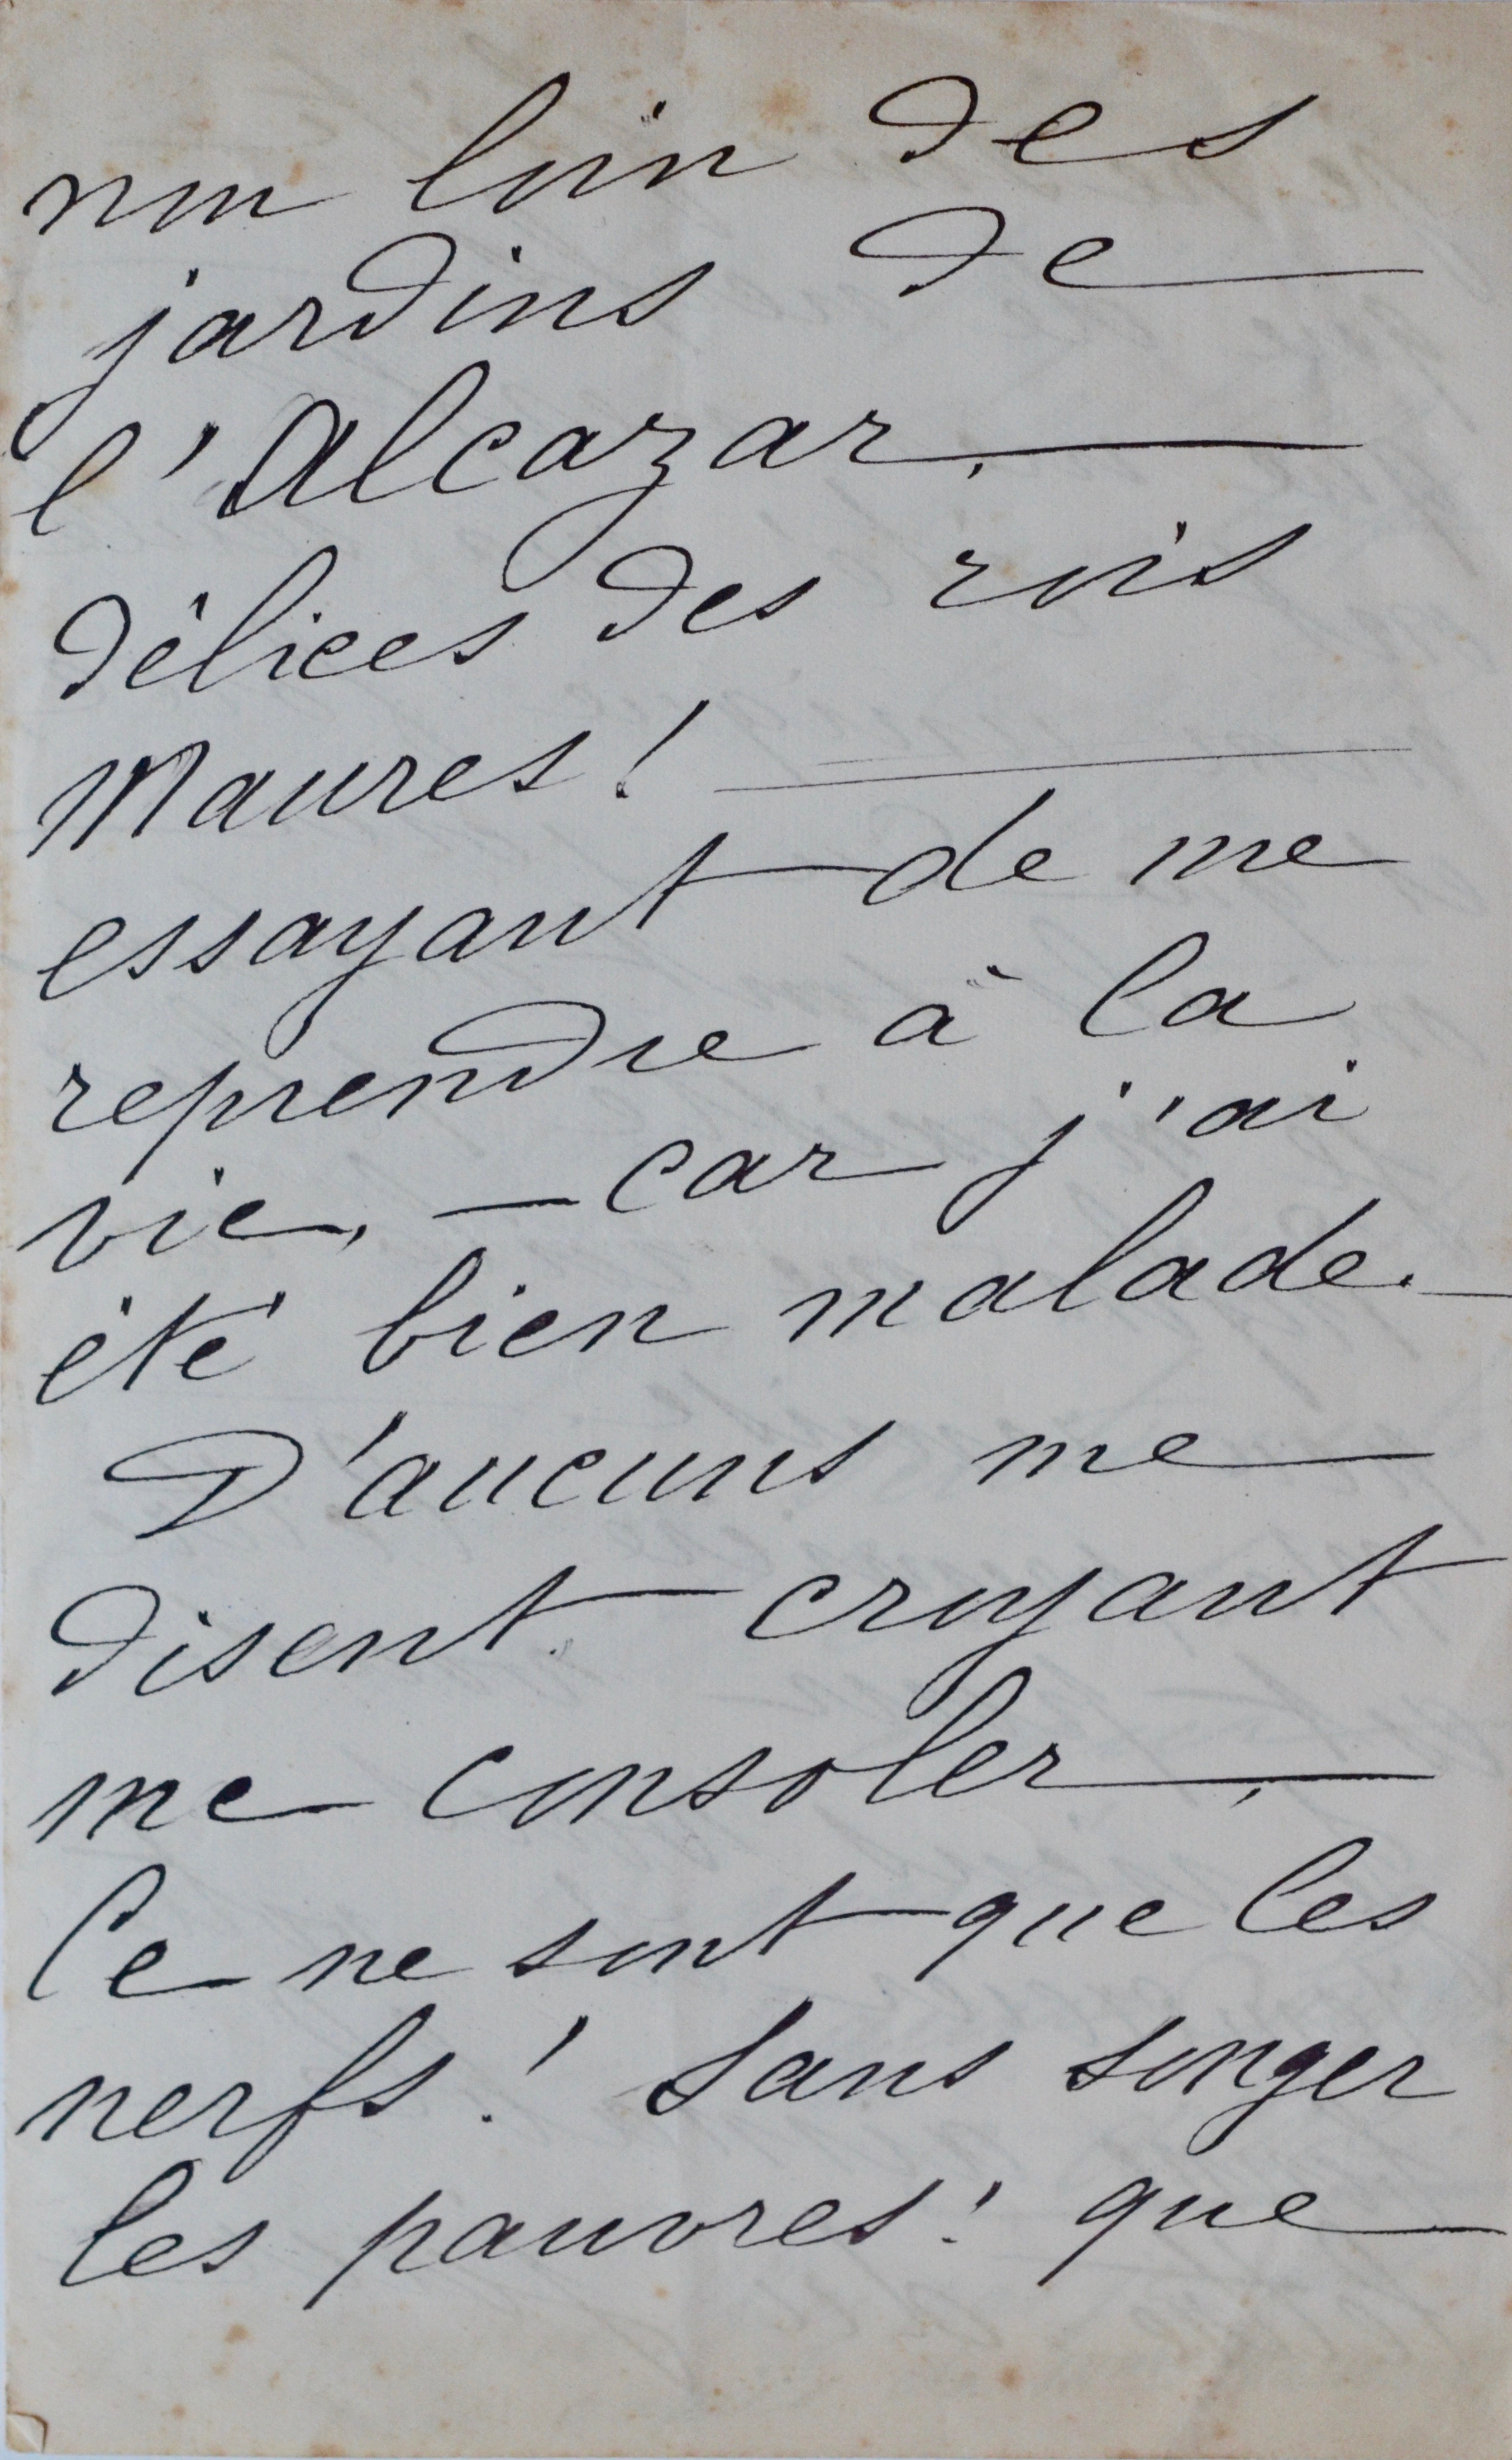 non loin des
jardins de
l'Alcazar, —
délices des rois
Maures! —
essayant de me
reprendre à la
vie, — car j'ai
été bien malade. —
D'aucuns me
disent croyant
me consoler, —
Ce ne sont que les
nerfs! Sans songer
les pauvres! que